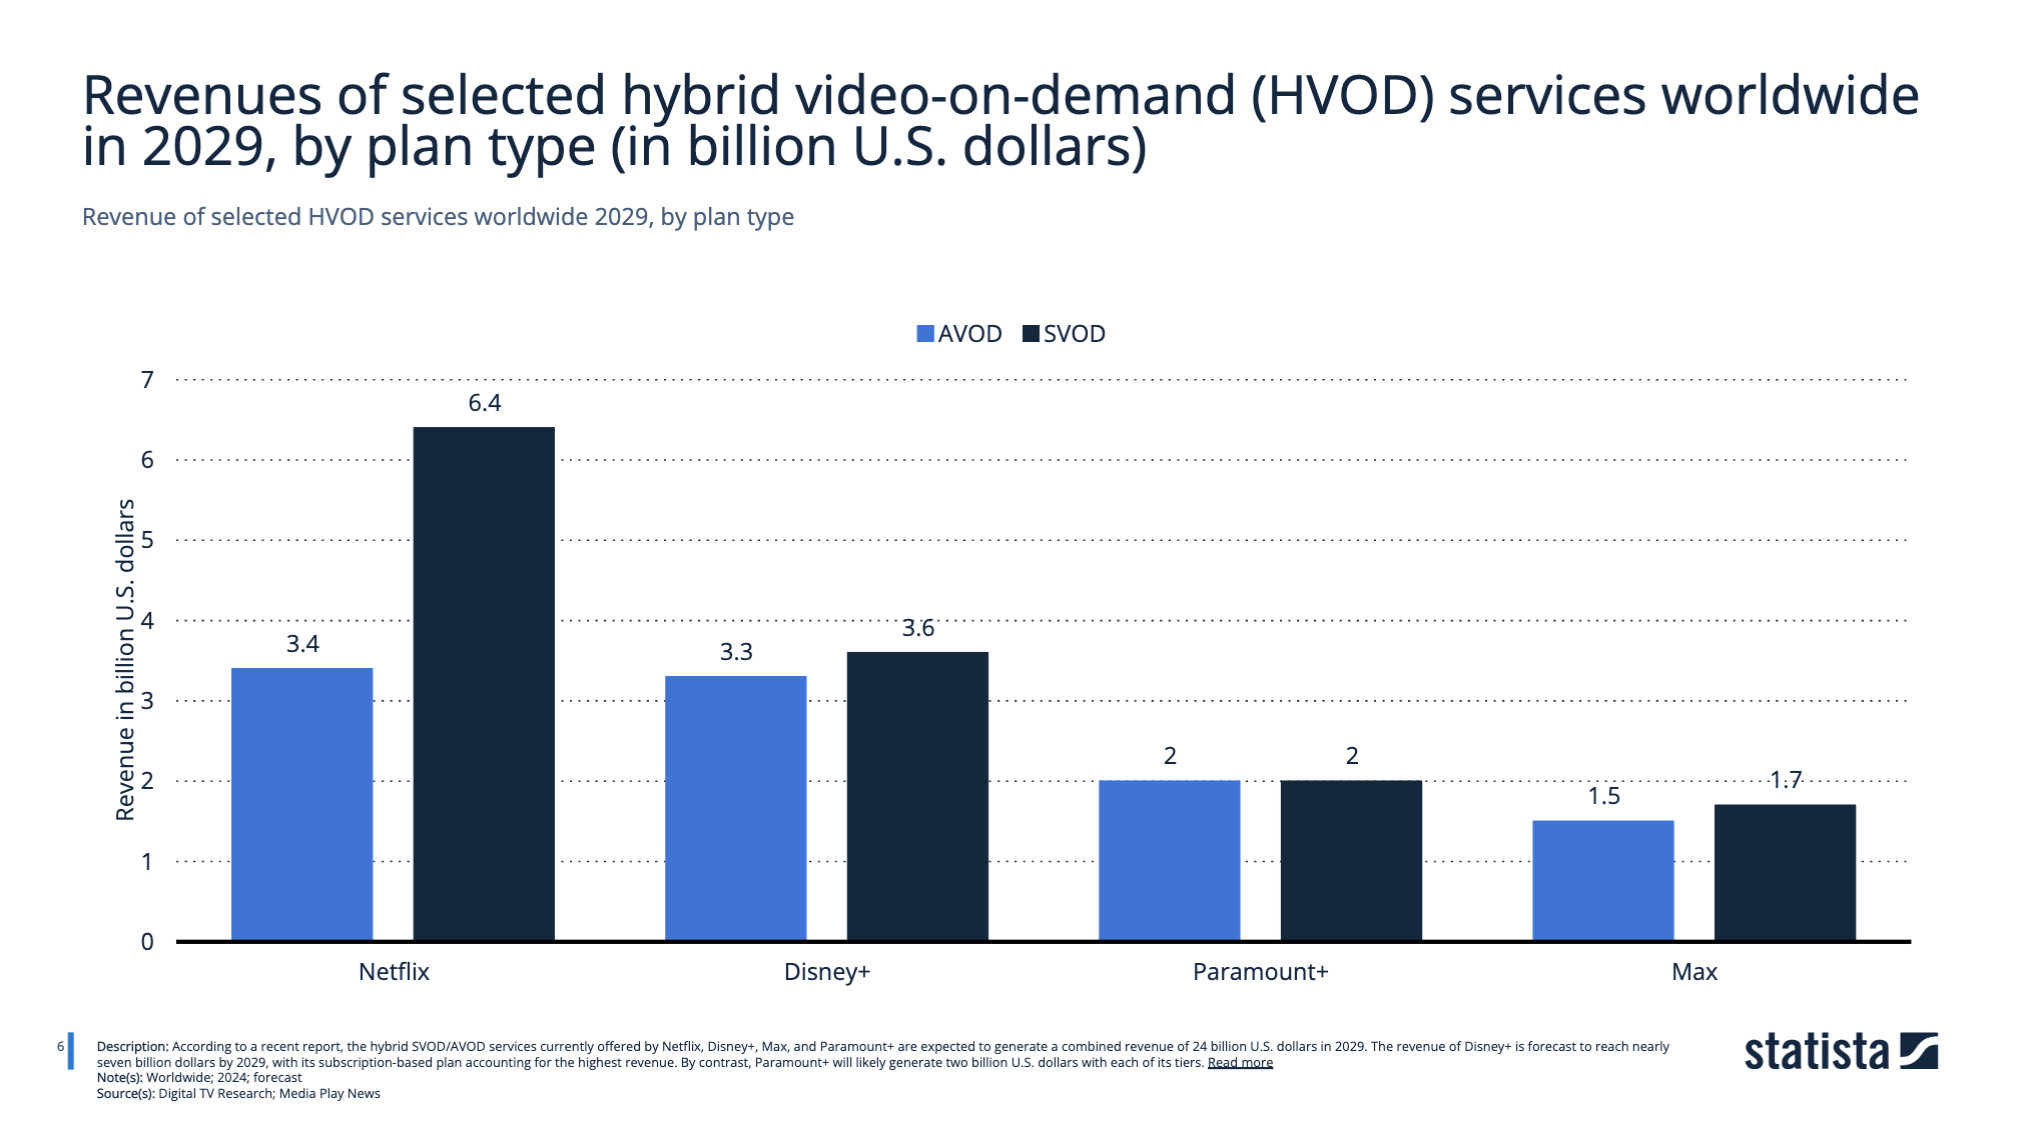 Revenues of selected hybrid video-on-demand (HVOD) services worldwide
in 2029, by plan type (in billion U.S. dollars)
Revenue of selected HVOD services worldwide 2029, by plan type
AVOD SVOD
Revenue in billion U.S. dollars
7
6
5
4
3
2
1
0
3.4
6.4
3.3
3.6
2
2
1.5
1.7
Netflix
Disney+
Paramount+
Max
6
Description: According to a recent report, the hybrid SVOD/AVOD services currently offered by Netflix, Disney+, Max, and Paramount+ are expected to generate a combined revenue of 24 billion U.S. dollars in 2029. The revenue of Disney+ is forecast to reach nearly
seven billion dollars by 2029, with its subscription-based plan accounting for the highest revenue. By contrast, Paramount+ will likely generate two billion U.S. dollars with each of its tiers. Read more
Note(s): Worldwide; 2024; forecast
Source(s): Digital TV Research; Media Play News
statista